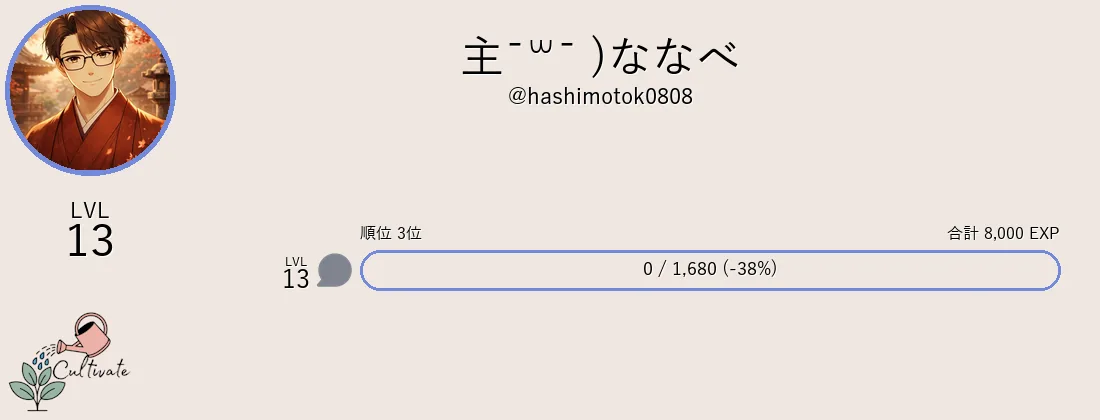 主ˉ ꒳ ˉ )ななべ
@hashimotok0808
LVL
13
順位 3位
合計 8,000 EXP
LVL
13
0 / 1,680 (-38%)
Cultivate